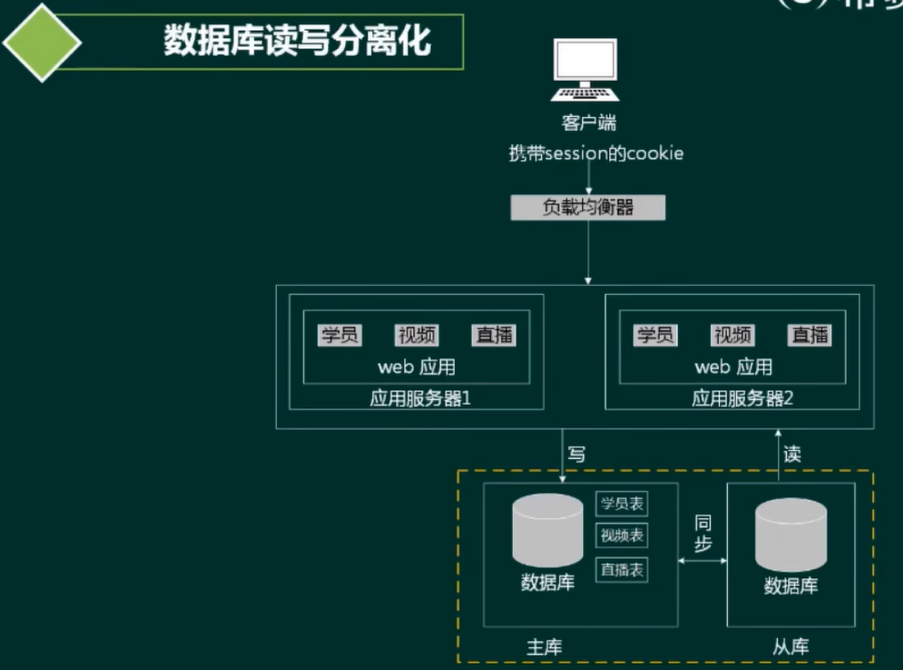 数据库读写分离化
客户端
携带session的cookie
负载均衡器
学员 视频 直播
web 应用
应用服务器1
学员 视频 直播
web 应用
应用服务器2
写
读
学员表
视频表
直播表
数据库
主库
同步
数据库
从库